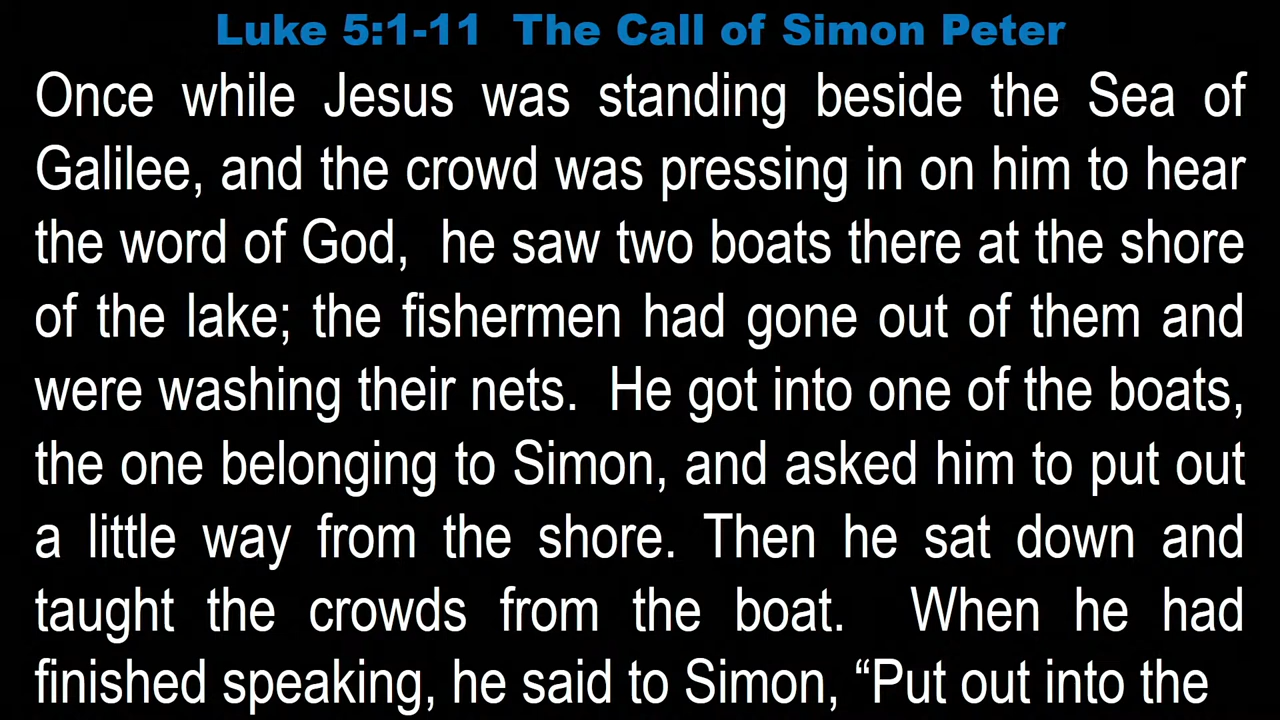 Luke 5:1-11 The Call of Simon Peter
Once while Jesus was standing beside the Sea of
Galilee, and the crowd was pressing in on him to hear
the word of God, he saw two boats there at the shore
of the lake; the fishermen had gone out of them and
were washing their nets. He got into one of the boats,
the one belonging to Simon, and asked him to put out
a little way from the shore. Then he sat down and
taught the crowds from the boat. When he had
finished speaking, he said to Simon, “Put out into the